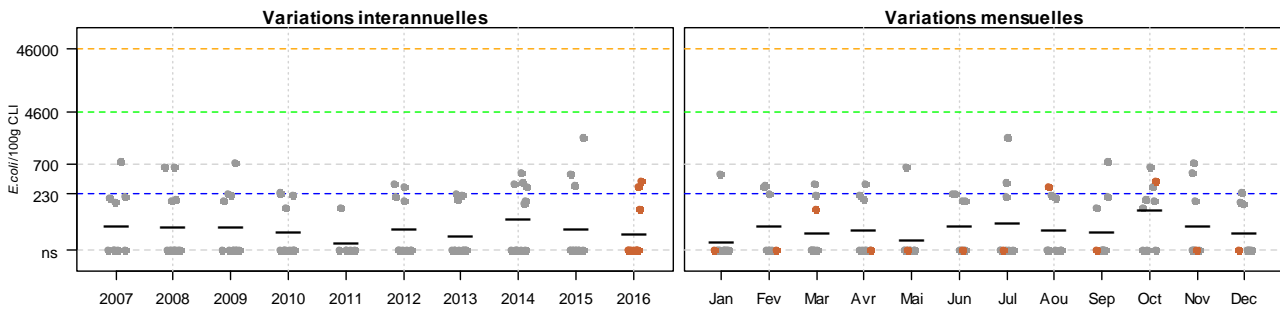 Variations interannuelles
Variations mensuelles
E.coli/100g CLI
46000
4600
700
230
ns
2007 2008 2009 2010 2011 2012 2013 2014 2015 2016
Jan Fev Mar Avr Mai Jun Jul Aou Sep Oct Nov Dec